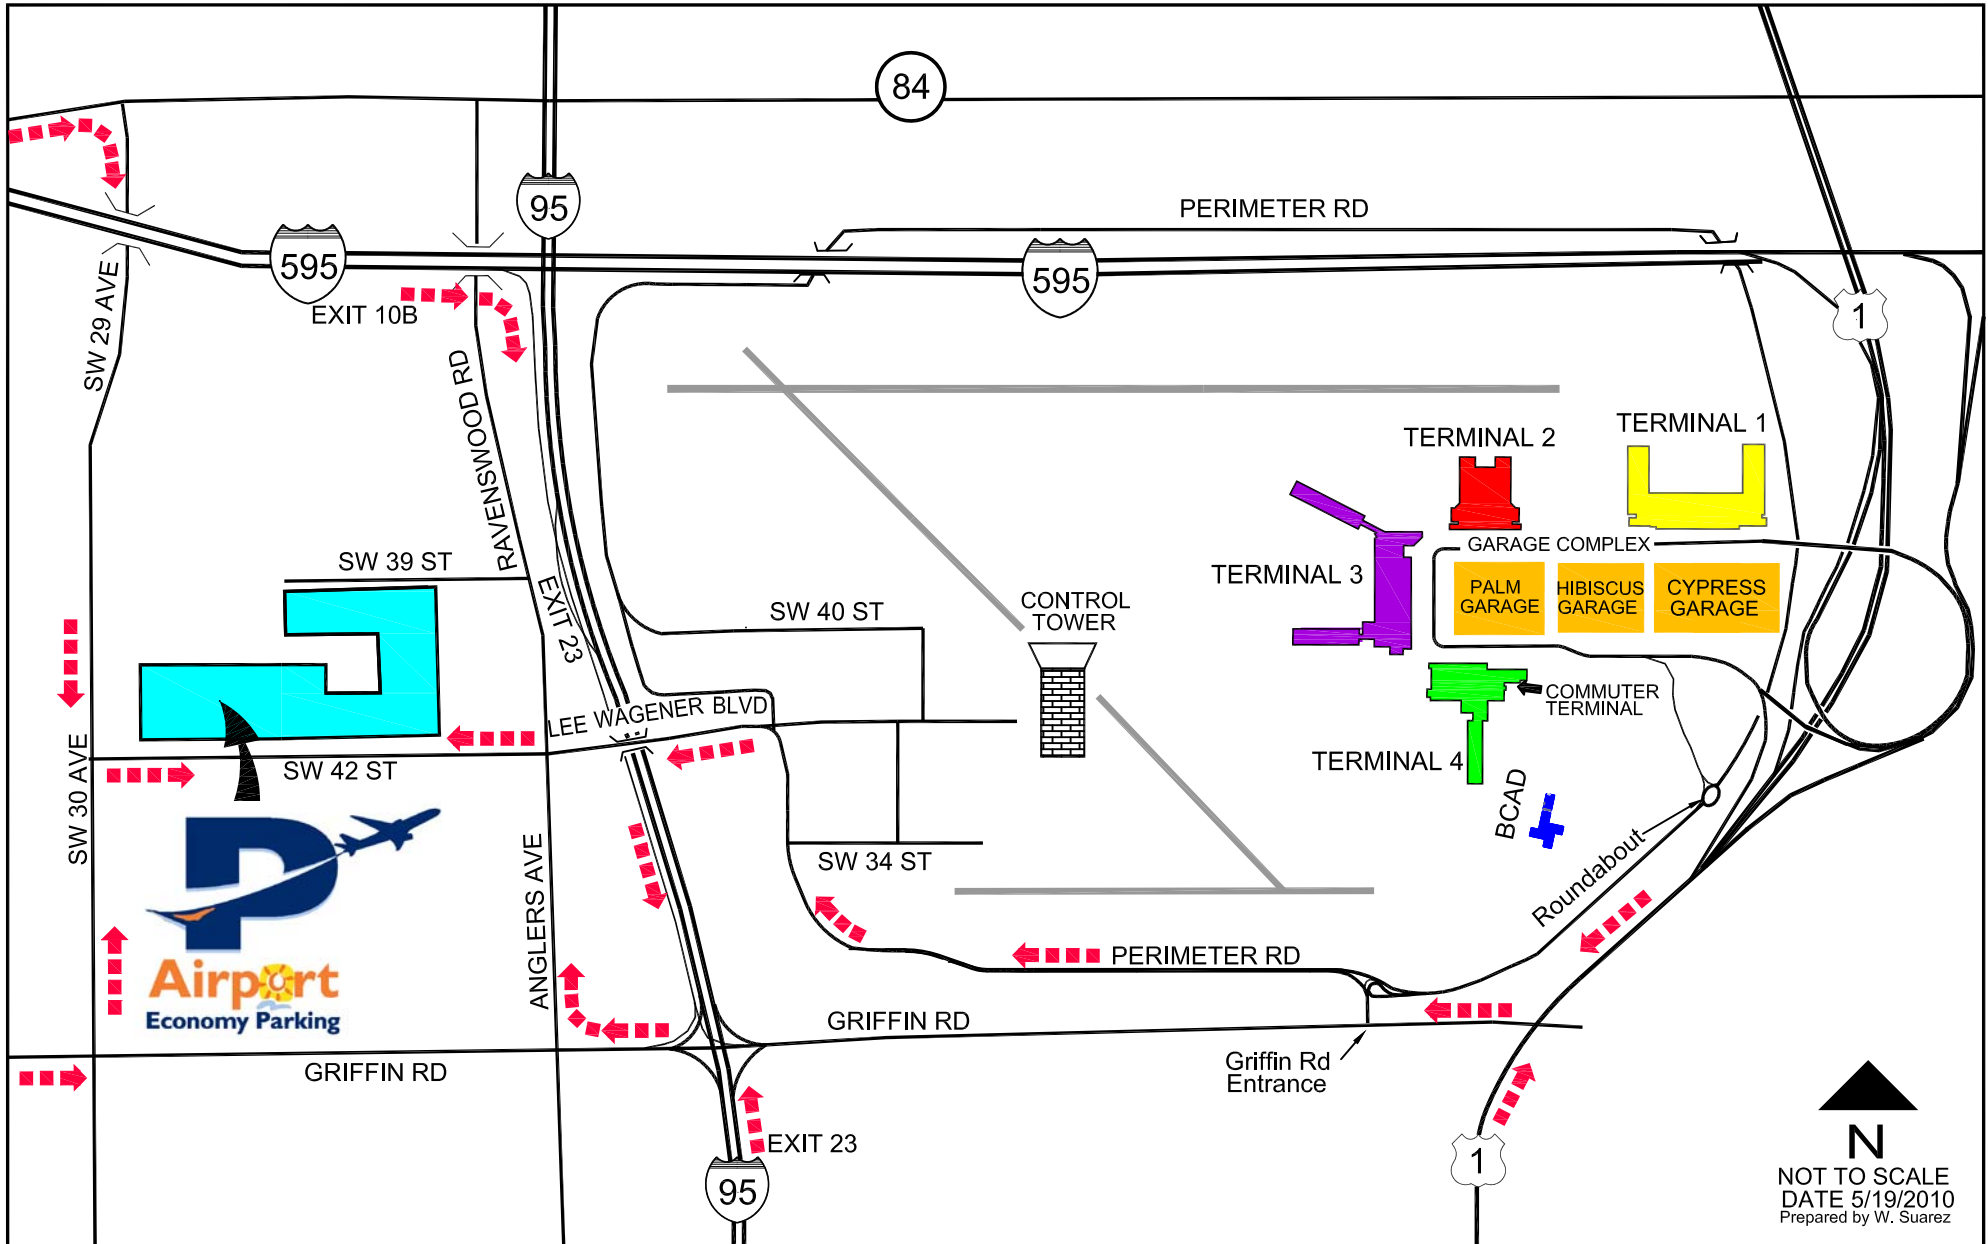 84
95
PERIMETER RD
595
595
EXIT 10B
1
SW 29 AVE
RAVENSWOOD RD
TERMINAL 1
TERMINAL 2
GARAGE COMPLEX
SW 39 ST
TERMINAL 3
PALM
GARAGE
HIBISCUS
GARAGE
CYPRESS
GARAGE
EXIT 23
SW 40 ST
CONTROL
TOWER
LEE WAGENER BLVD
COMMUTER
TERMINAL
SW 42 ST
TERMINAL 4
SW 30 AVE
BCAD
P
SW 34 ST
Roundabout
ANGLERS AVE
PERIMETER RD
Airport
Economy Parking
GRIFFIN RD
GRIFFIN RD
Griffin Rd
Entrance
EXIT 23
1
95
N
NOT TO SCALE
DATE 5/19/2010
Prepared by W. Suarez